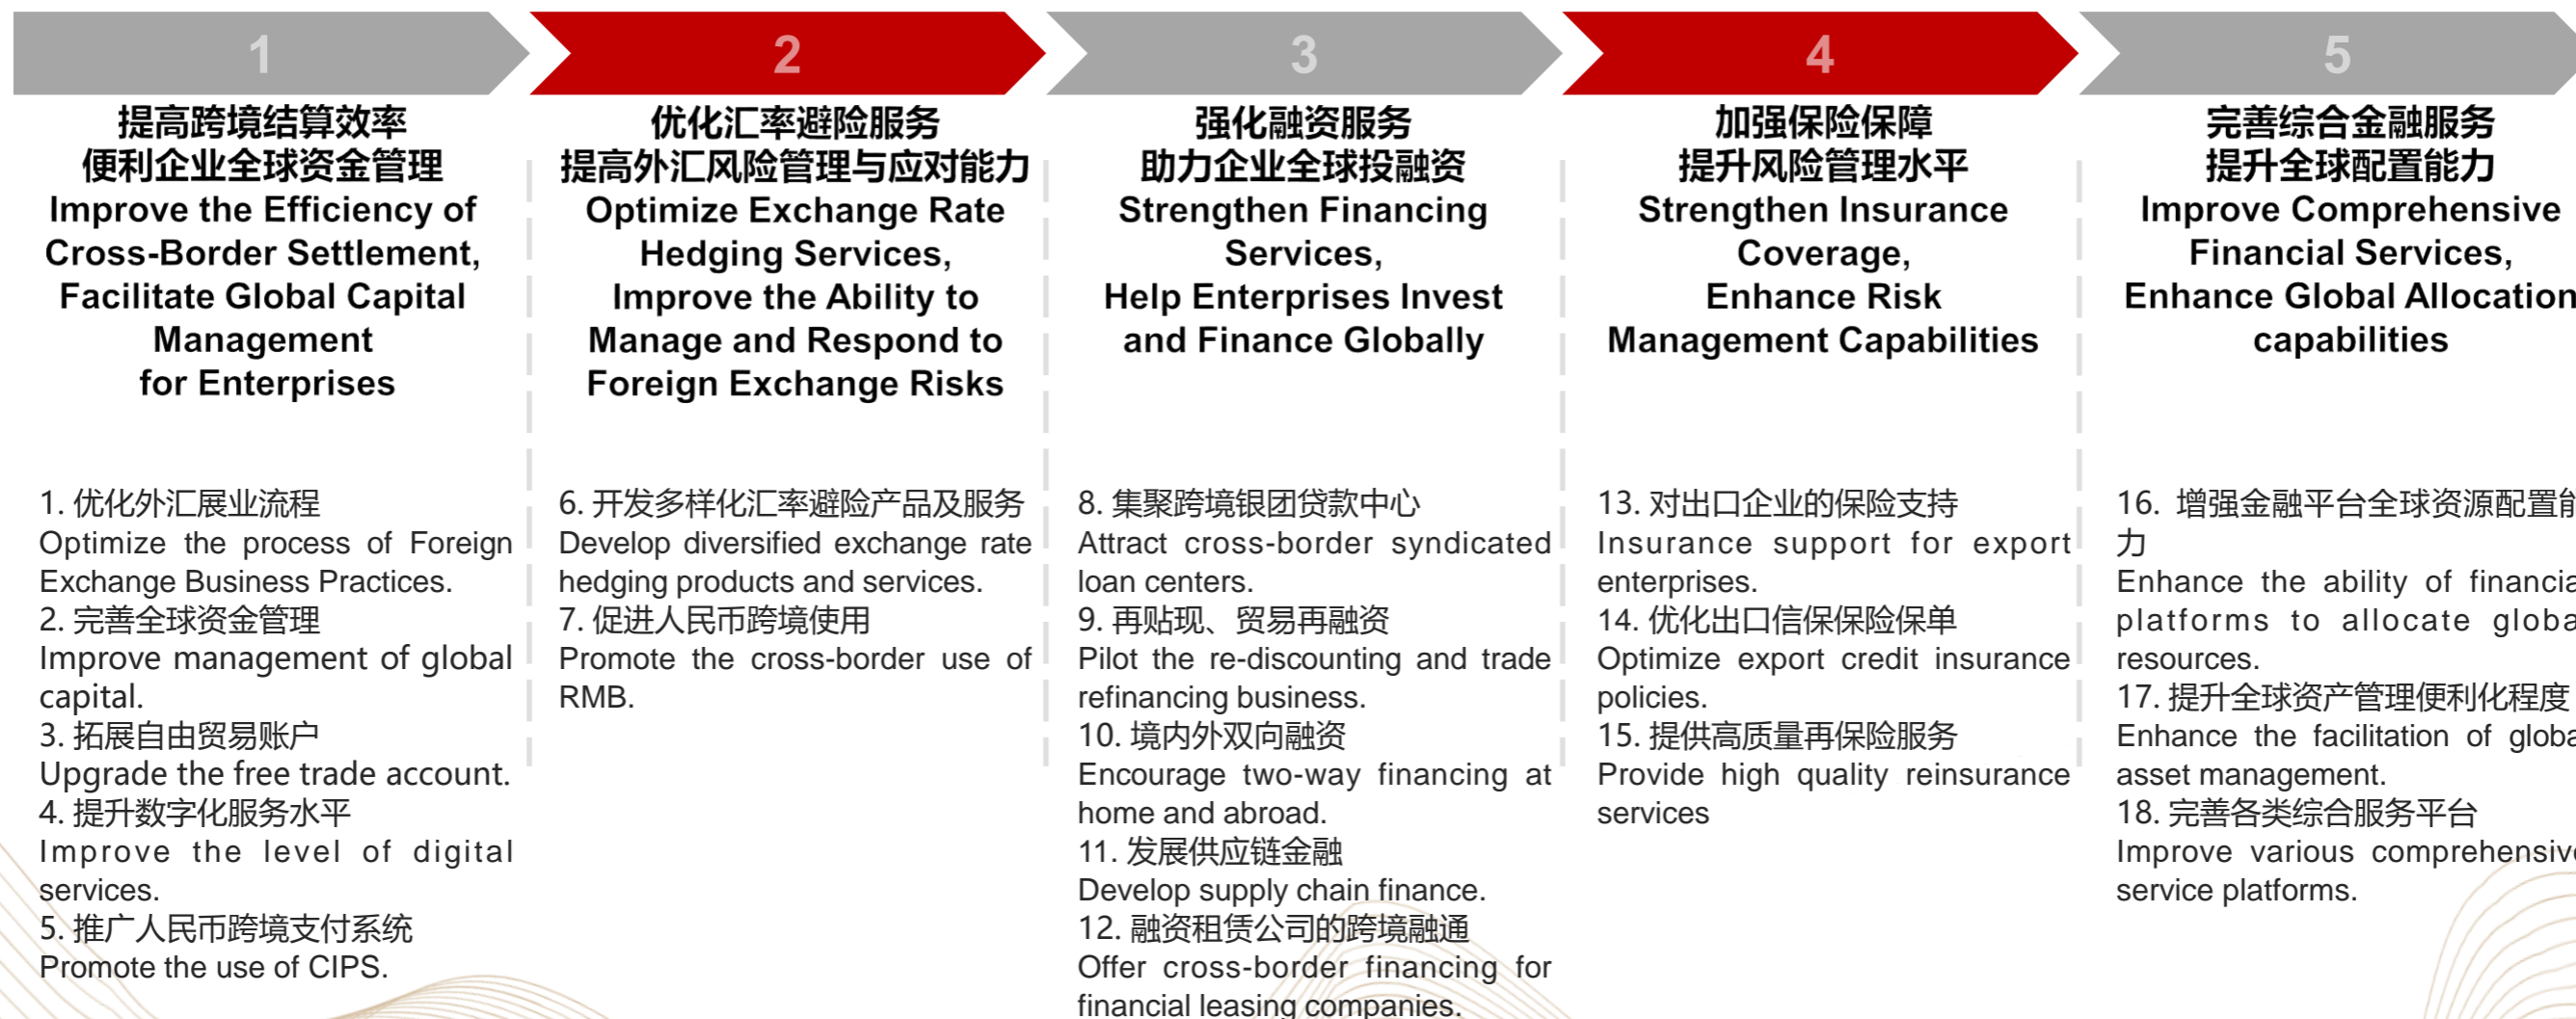 1
提高跨境结算效率
便利企业全球资金管理
Improve the Efficiency of
Cross-Border Settlement,
Facilitate Global Capital
Management
for Enterprises
1. 优化外汇展业流程
Optimize the process of Foreign
Exchange Business Practices.
2. 完善全球资金管理
Improve management of global
capital.
3. 拓展自由贸易账户
Upgrade the free trade account.
4. 提升数字化服务水平
Improve the level of digital
services.
5. 推广人民币跨境支付系统
Promote the use of CIPS.
2
优化汇率避险服务
提高外汇风险管理与应对能力
Optimize Exchange Rate
Hedging Services,
Improve the Ability to
Manage and Respond to
Foreign Exchange Risks
6. 开发多样化汇率避险产品及服务
Develop diversified exchange rate
hedging products and services.
7. 促进人民币跨境使用
Promote the cross-border use of
RMB.
3
强化融资服务
助力企业全球投融资
Strengthen Financing
Services,
Help Enterprises Invest
and Finance Globally
8. 集聚跨境银团贷款中心
Attract cross-border syndicated
loan centers.
9. 再贴现、贸易再融资
Pilot the re-discounting and trade
refinancing business.
10. 境内外双向融资
Encourage two-way financing at
home and abroad.
11. 发展供应链金融
Develop supply chain finance.
12. 融资租赁公司的跨境融通
Offer cross-border financing for
financial leasing companies.
4
加强保险保障
提升风险管理水平
Strengthen Insurance
Coverage,
Enhance Risk
Management Capabilities
13. 对出口企业的保险支持
Insurance support for export
enterprises.
14. 优化出口信保保险保单
Optimize export credit insurance
policies.
15. 提供高质量再保险服务
Provide high quality reinsurance
services
5
完善综合金融服务
提升全球配置能力
Improve Comprehensive
Financial Services,
Enhance Global Allocation
capabilities
16. 增强金融平台全球资源配置能
力
Enhance the ability of financia
platforms to allocate globa
resources.
17. 提升全球资产管理便利化程度
Enhance the facilitation of globa
asset management.
18. 完善各类综合服务平台
Improve various comprehensive
service platforms.